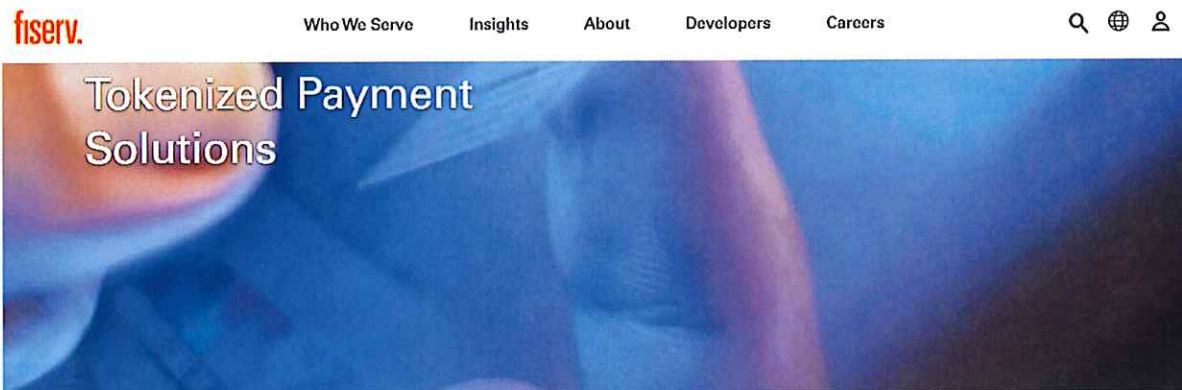 fiserv.
Who We Serve Insights About Developers Careers
Tokenized Payment
Solutions